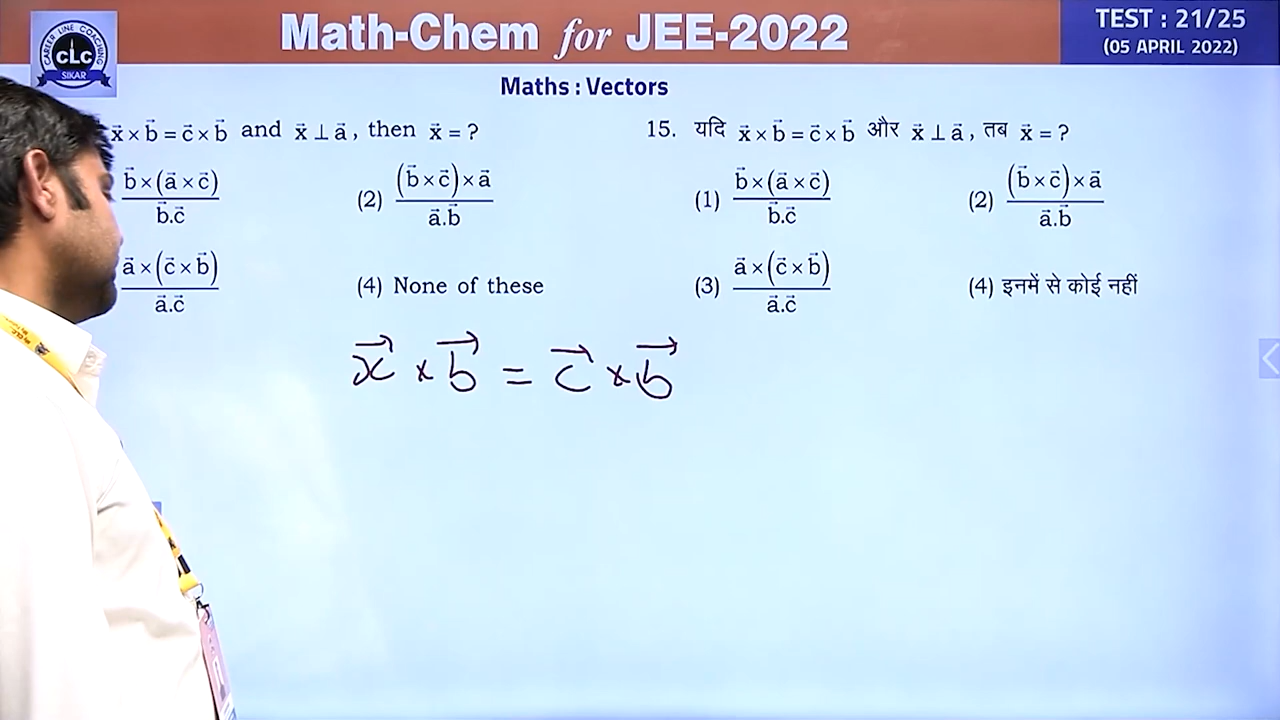 Math-Chem for JEE-2022
TEST : 21/25
(05 APRIL 2022)
CAREER LINE COACHING
CLC
SIKAR
Maths : Vectors
x⃗ × b⃗ = c⃗ × b⃗ and x⃗ ⊥ a⃗, then x⃗ = ?
b⃗×(a⃗×c⃗)/b⃗.c⃗
(2) (b⃗×c⃗)×a⃗/a⃗.b⃗
a⃗×(c⃗×b⃗)/a⃗.c⃗
(4) None of these
15. यदि x⃗ × b⃗ = c⃗ × b⃗ और x⃗ ⊥ a⃗, तब x⃗ = ?
(1) b⃗×(a⃗×c⃗)/b⃗.c⃗
(2) (b⃗×c⃗)×a⃗/a⃗.b⃗
(3) a⃗×(c⃗×b⃗)/a⃗.c⃗
(4) इनमें से कोई नहीं
x⃗ × b⃗ = c⃗ × b⃗